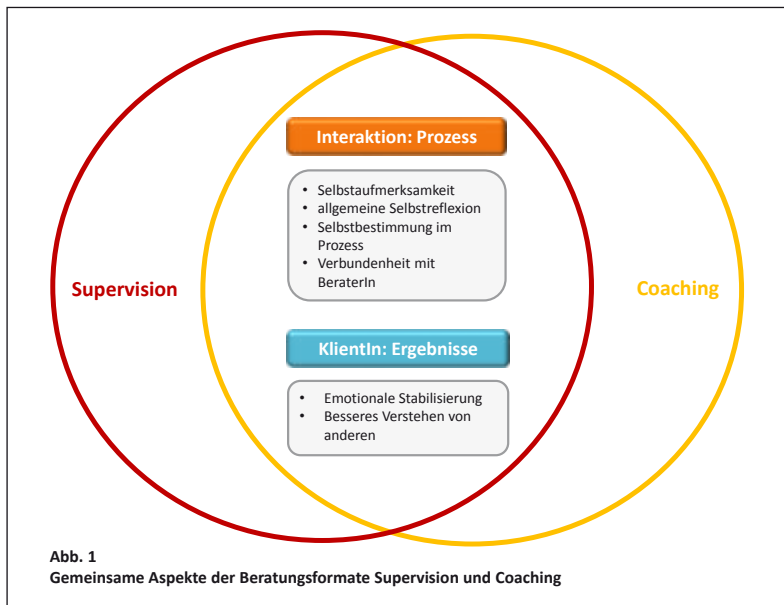 Interaktion: Prozess
• Selbstaufmerksamkeit
• allgemeine Selbstreflexion
• Selbstbestimmung im
Prozess
• Verbundenheit mit
BeraterIn
Supervision
Coaching
KlientIn: Ergebnisse
• Emotionale Stabilisierung
• Besseres Verstehen von
anderen
Abb. 1
Gemeinsame Aspekte der Beratungsformate Supervision und Coaching